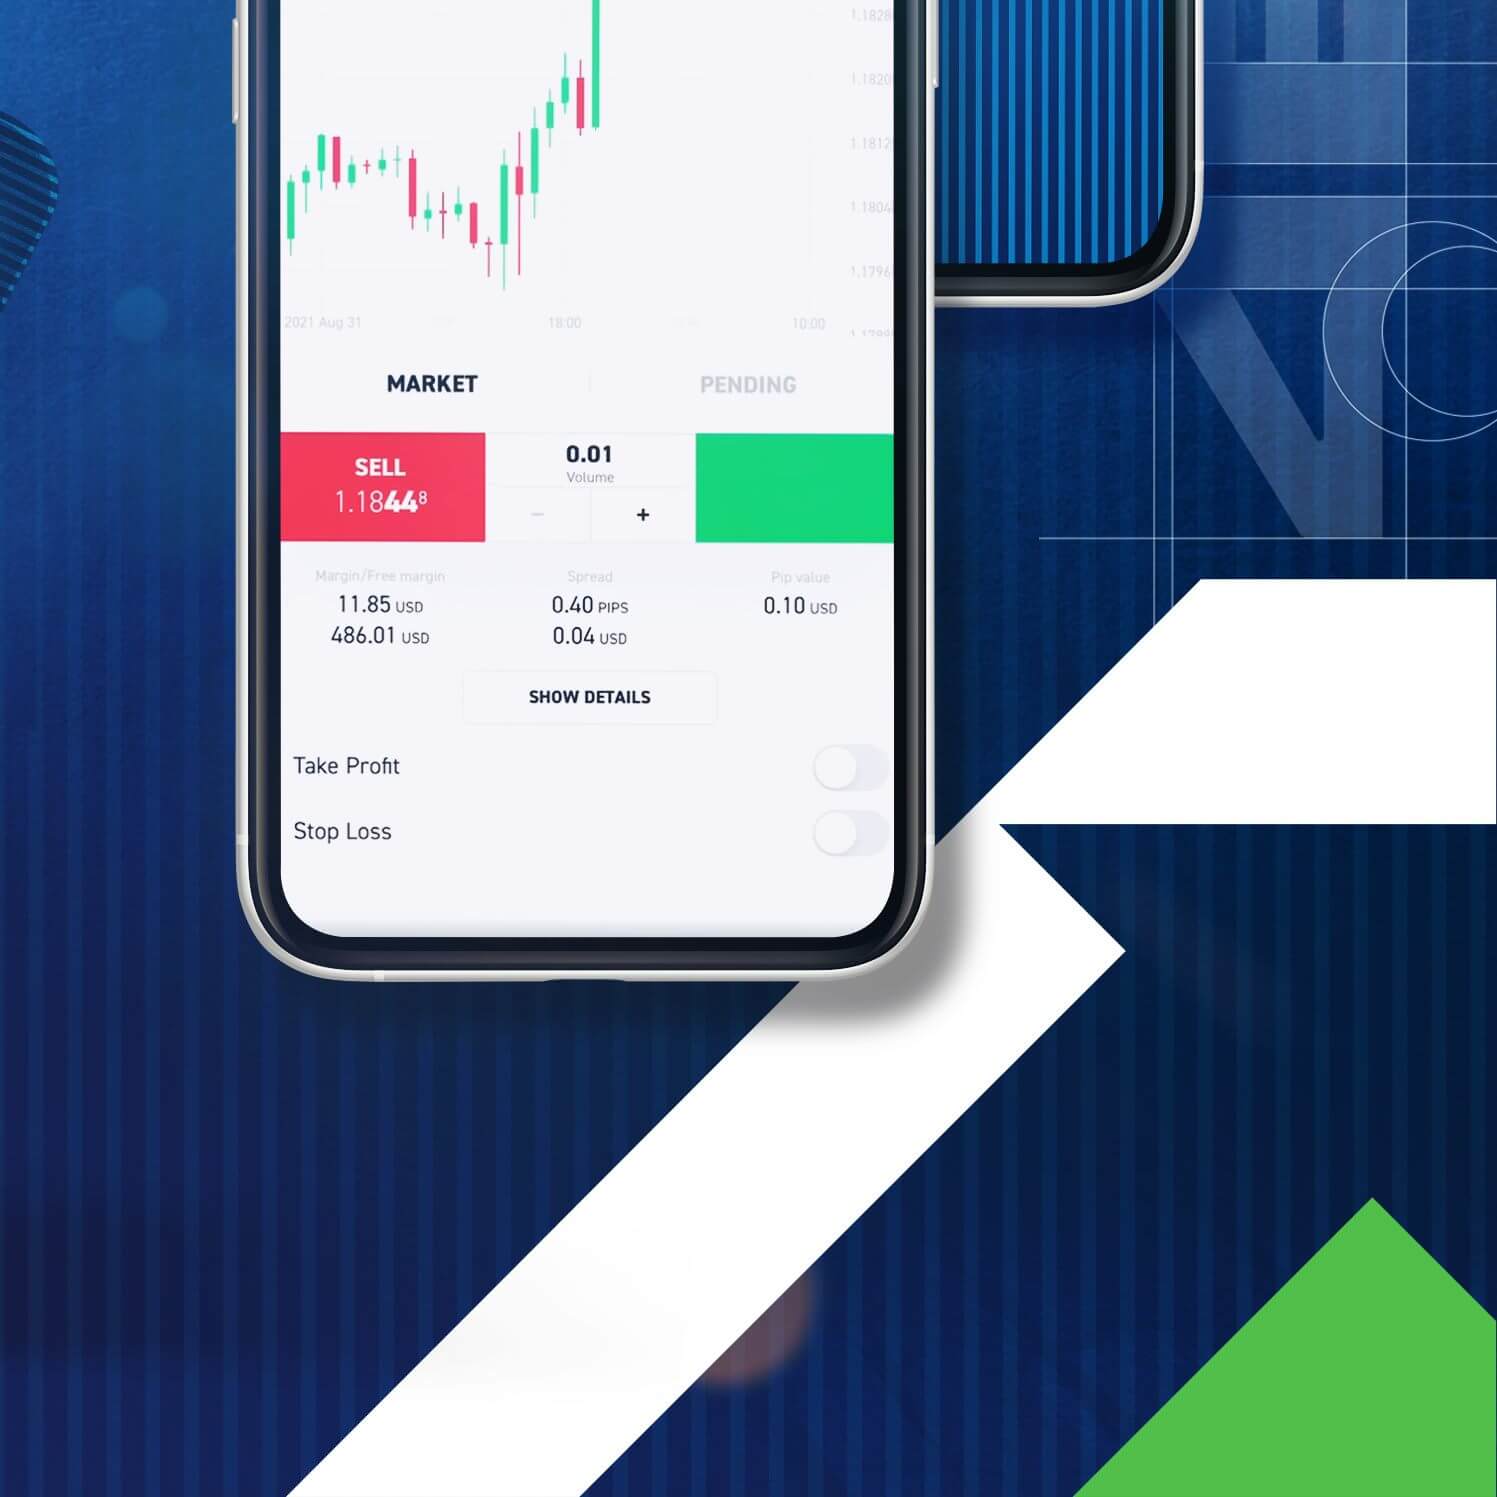 1.1828
1.1820
1.1812
1.1804
1.1796
2021 Aug 31 18:00 10:00
MARKET PENDING
SELL
1.18448
0.01
Volume
− +
Margin/Free margin Spread Pip value
11.85 USD 0.40 PIPS 0.10 USD
486.01 USD 0.04 USD
SHOW DETAILS
Take Profit
Stop Loss